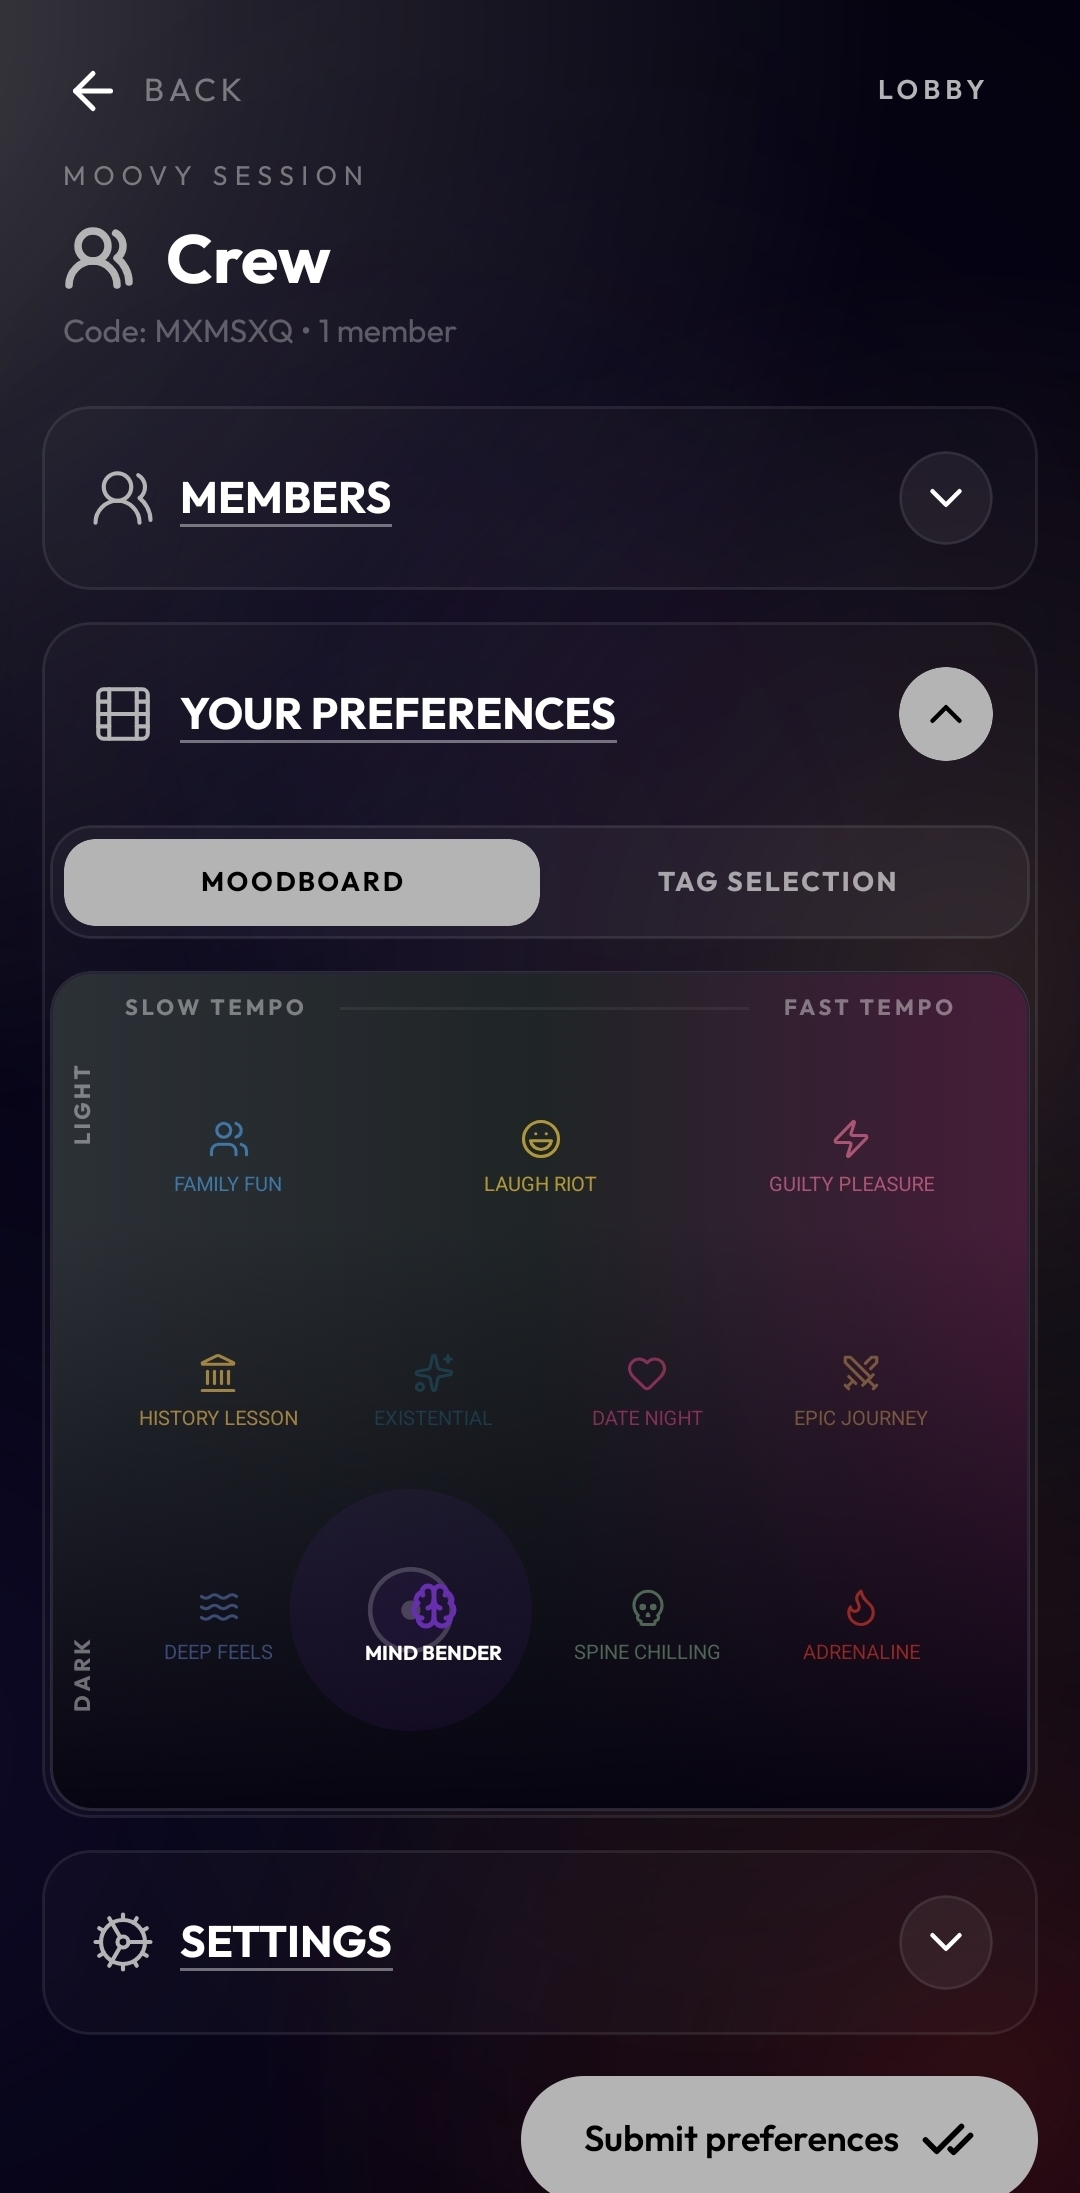 BACK
LOBBY
MOOVY SESSION
Crew
Code: MXMSXQ • 1 member
MEMBERS
YOUR PREFERENCES
MOODBOARD
TAG SELECTION
SLOW TEMPO
FAST TEMPO
LIGHT
FAMILY FUN
LAUGH RIOT
GUILTY PLEASURE
HISTORY LESSON
EXISTENTIAL
DATE NIGHT
EPIC JOURNEY
DEEP FEELS
MIND BENDER
SPINE CHILLING
ADRENALINE
DARK
SETTINGS
Submit preferences